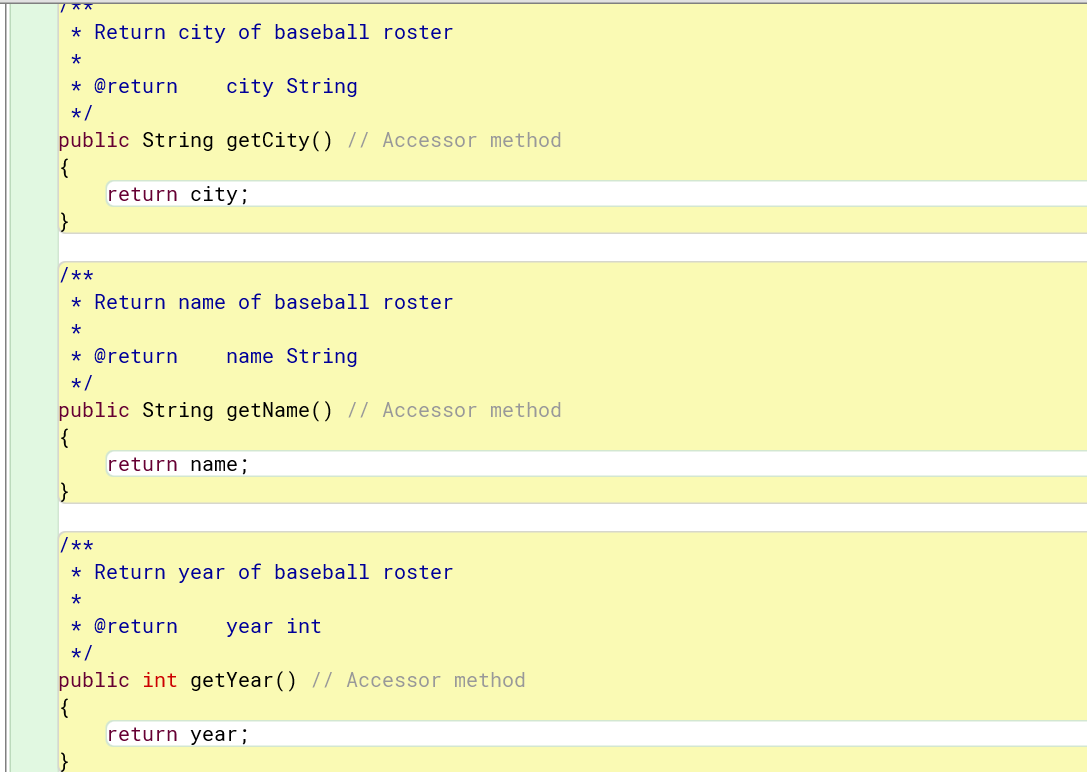 /**
 * Return city of baseball roster
 *
 * @return    city String
 */
public String getCity() // Accessor method
{
    return city;
}
/**
 * Return name of baseball roster
 *
 * @return    name String
 */
public String getName() // Accessor method
{
    return name;
}
/**
 * Return year of baseball roster
 *
 * @return    year int
 */
public int getYear() // Accessor method
{
    return year;
}